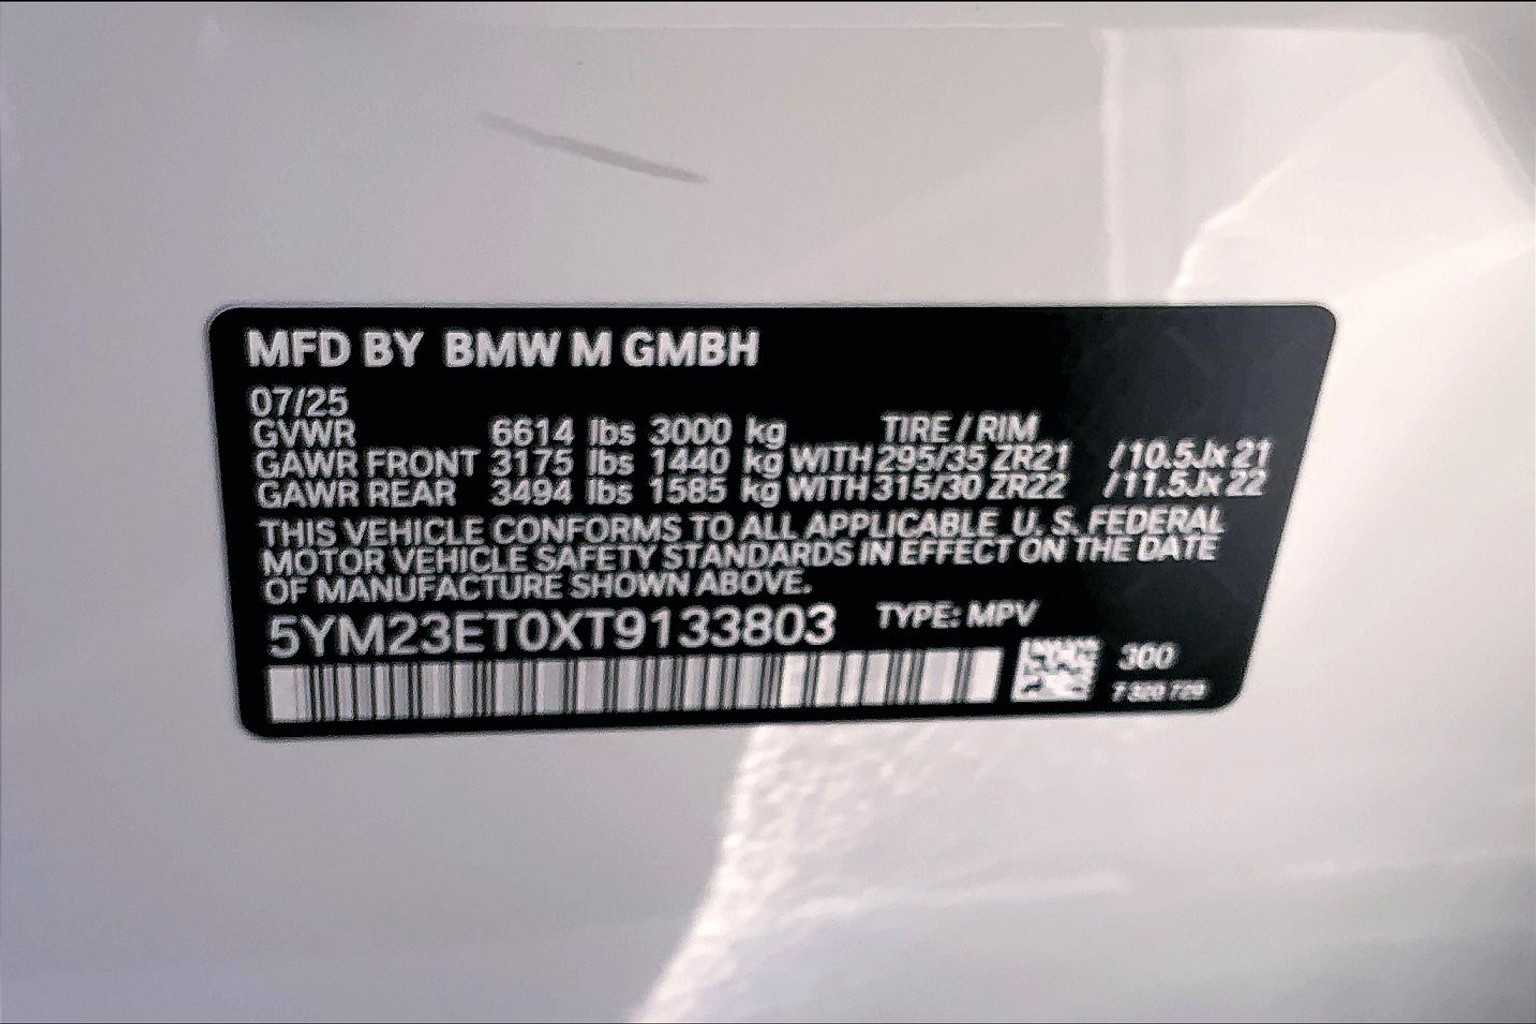 MFD BY BMW M GMBH
07/25
GVWR 6614 lbs 3000 kg TIRE / RIM
GAWR FRONT 3175 lbs 1440 kg WITH 295/35 ZR21 /10.5Jx 21
GAWR REAR 3494 lbs 1585 kg WITH 315/30 ZR22 /11.5Jx 22
THIS VEHICLE CONFORMS TO ALL APPLICABLE U.S. FEDERAL
MOTOR VEHICLE SAFETY STANDARDS IN EFFECT ON THE DATE
OF MANUFACTURE SHOWN ABOVE.
5YM23ET0XT9133803 TYPE: MPV
300